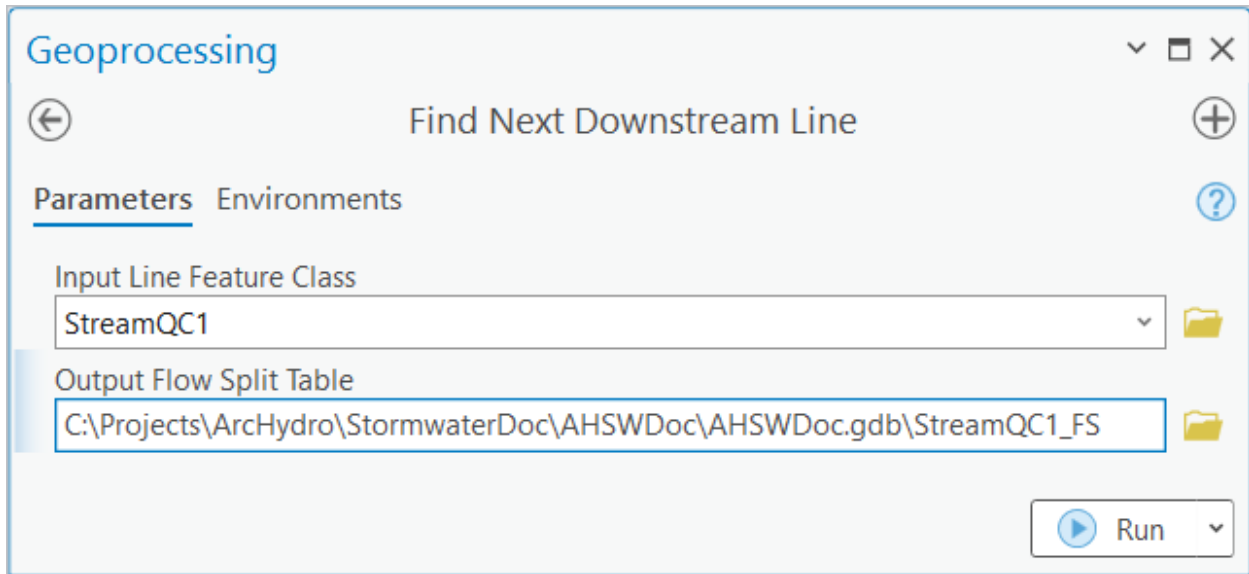 Geoprocessing
Find Next Downstream Line
Parameters Environments
Input Line Feature Class
StreamQC1
Output Flow Split Table
C:\Projects\ArcHydro\StormwaterDoc\AHSWDoc\AHSWDoc.gdb\StreamQC1_FS
Run